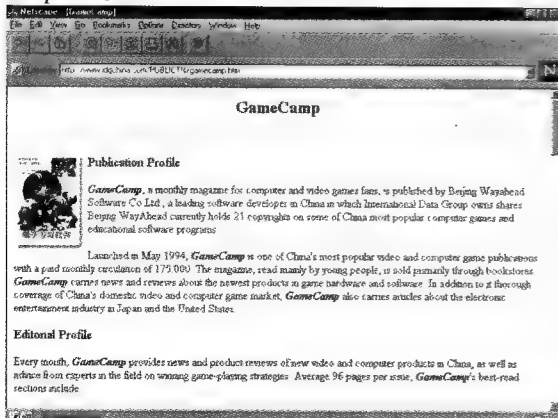 Netscape
File Edit View Go Bookmarks Options Directory Window Help
GameCamp
Publication Profile
GameCamp, a monthly magazine for computer and video games fans, is published by Beijing Wayahead
Software Co Ltd, a leading software developer in China in which International Data Group owns shares
Beijing WayAhead currently holds 21 copyrights on some of China most popular computer games and
educational software programs
Launched in May 1994, GameCamp is one of China's most popular video and computer game publications
with a paid monthly circulation of 175,000. The magazine, read mainly by young people, is sold primarily through bookstores.
GameCamp carries news and reviews about the newest products in game hardware and software. In addition to it thorough
coverage of China's domestic video and computer game market, GameCamp also carries articles about the electronic
entertainment industry in Japan and the United States
Editorial Profile
Every month, GameCamp provides news and product reviews of new video and computer products in China, as well as
advice from experts in the field on winning game-playing strategies. Average 96 pages per issue, GameCamp's best-read
sections include